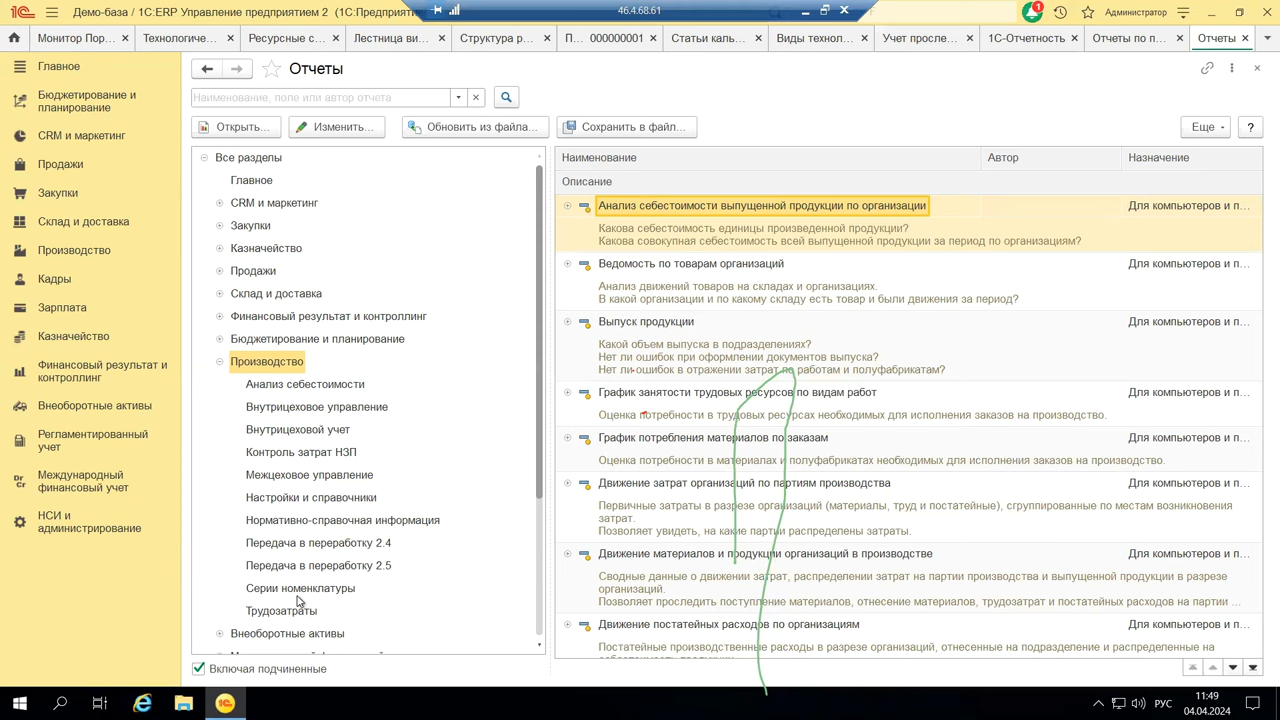 Демо-база / 1С:ERP Управление предприятием 2 (1С:Предприяти
46.4.68.61
1
Администратор
Монитор Пор...
Технологиче...
Ресурсные с...
Лестница ви...
Структура р...
П... 000000001
Статьи каль...
Виды технол...
Учет просле...
1С-Отчетность
Отчеты по п...
Отчеты
Главное
Бюджетирование и
планирование
CRM и маркетинг
Продажи
Закупки
Склад и доставка
Производство
Кадры
Зарплата
Казначейство
Финансовый результат и
контроллинг
Внеоборотные активы
Регламентированный
учет
Международный
финансовый учет
НСИ и
администрирование
Отчеты
Наименование, поле или автор отчета
Открыть...
Изменить...
Обновить из файла...
Сохранить в файл...
Еще
?
Все разделы
Главное
CRM и маркетинг
Закупки
Казначейство
Продажи
Склад и доставка
Финансовый результат и контроллинг
Бюджетирование и планирование
Производство
Анализ себестоимости
Внутрицеховое управление
Внутрицеховой учет
Контроль затрат НЗП
Межцеховое управление
Настройки и справочники
Нормативно-справочная информация
Передача в переработку 2.4
Передача в переработку 2.5
Серии номенклатуры
Трудозатраты
Внеоборотные активы
Включая подчиненные
Наименование
Автор
Назначение
Описание
Анализ себестоимости выпущенной продукции по организации
Для компьютеров и п...
Какова себестоимость единицы произведенной продукции?
Какова совокупная себестоимость всей выпущенной продукции за период по организациям?
Ведомость по товарам организаций
Для компьютеров и п...
Анализ движений товаров на складах и организациях.
В какой организации и по какому складу есть товар и были движения за период?
Выпуск продукции
Для компьютеров и п...
Какой объем выпуска в подразделениях?
Нет ли ошибок при оформлении документов выпуска?
Нет ли ошибок в отражении затрат по работам и полуфабрикатам?
График занятости трудовых ресурсов по видам работ
Для компьютеров и п...
Оценка потребности в трудовых ресурсах необходимых для исполнения заказов на производство.
График потребления материалов по заказам
Для компьютеров и п...
Оценка потребности в материалах и полуфабрикатах необходимых для исполнения заказов на производство.
Движение затрат организаций по партиям производства
Для компьютеров и п...
Первичные затраты в разрезе организаций (материалы, труд и постатейные), сгруппированные по местам возникновения
затрат.
Позволяет увидеть, на какие партии распределены затраты.
Движение материалов и продукции организаций в производстве
Для компьютеров и п...
Сводные данные о движении затрат, распределении затрат на партии производства и выпущенной продукции в разрезе
организаций.
Позволяет проследить поступление материалов, отнесение материалов, трудозатрат и постатейных расходов на партии ...
Движение постатейных расходов по организациям
Для компьютеров и п...
Постатейные производственные расходы в разрезе организаций, отнесенные на подразделение и распределенные на
РУС
11:49
04.04.2024